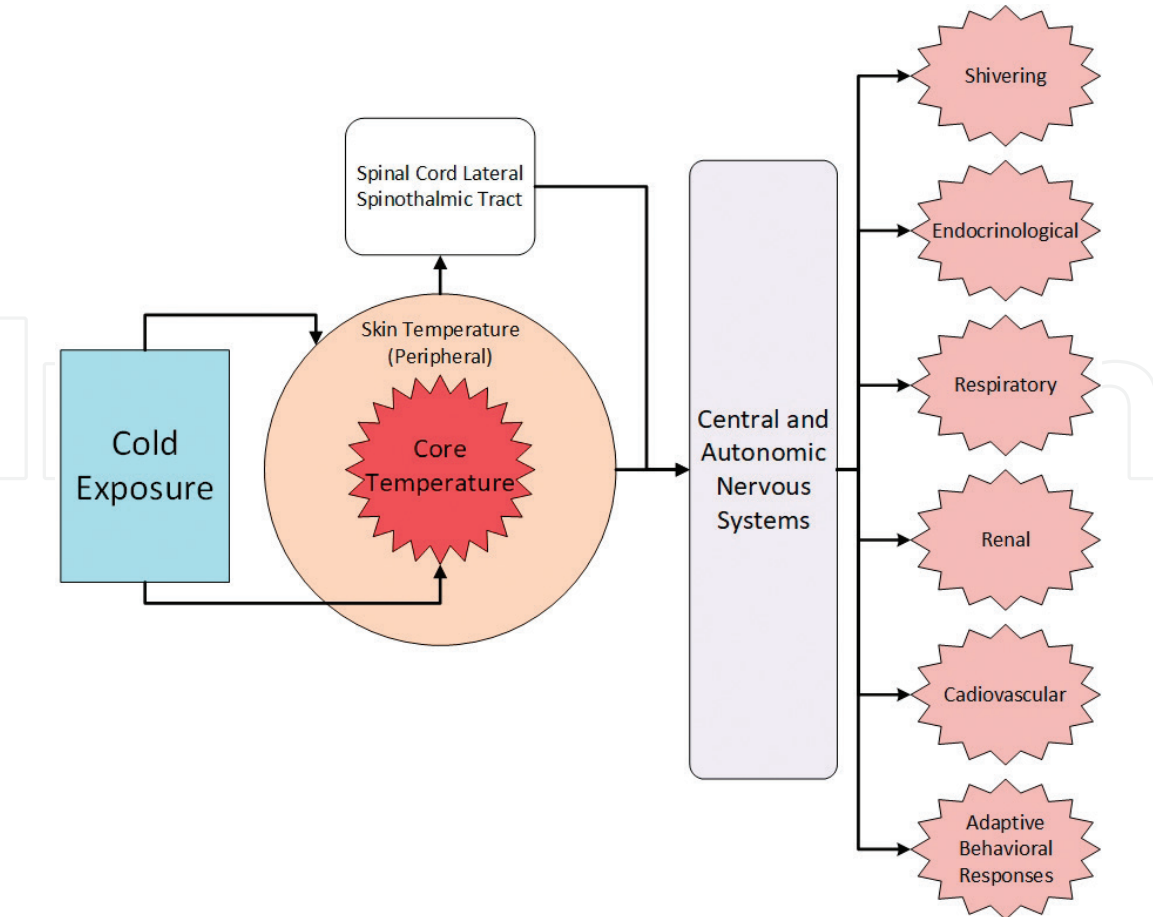 Shivering
Spinal Cord Lateral
Spinothalmic Tract
Endocrinological
Skin Temperature
(Peripheral)
Respiratory
Cold
Exposure
Core
Temperature
Central and
Autonomic
Nervous
Systems
Renal
Cadiovascular
Adaptive
Behavioral
Responses